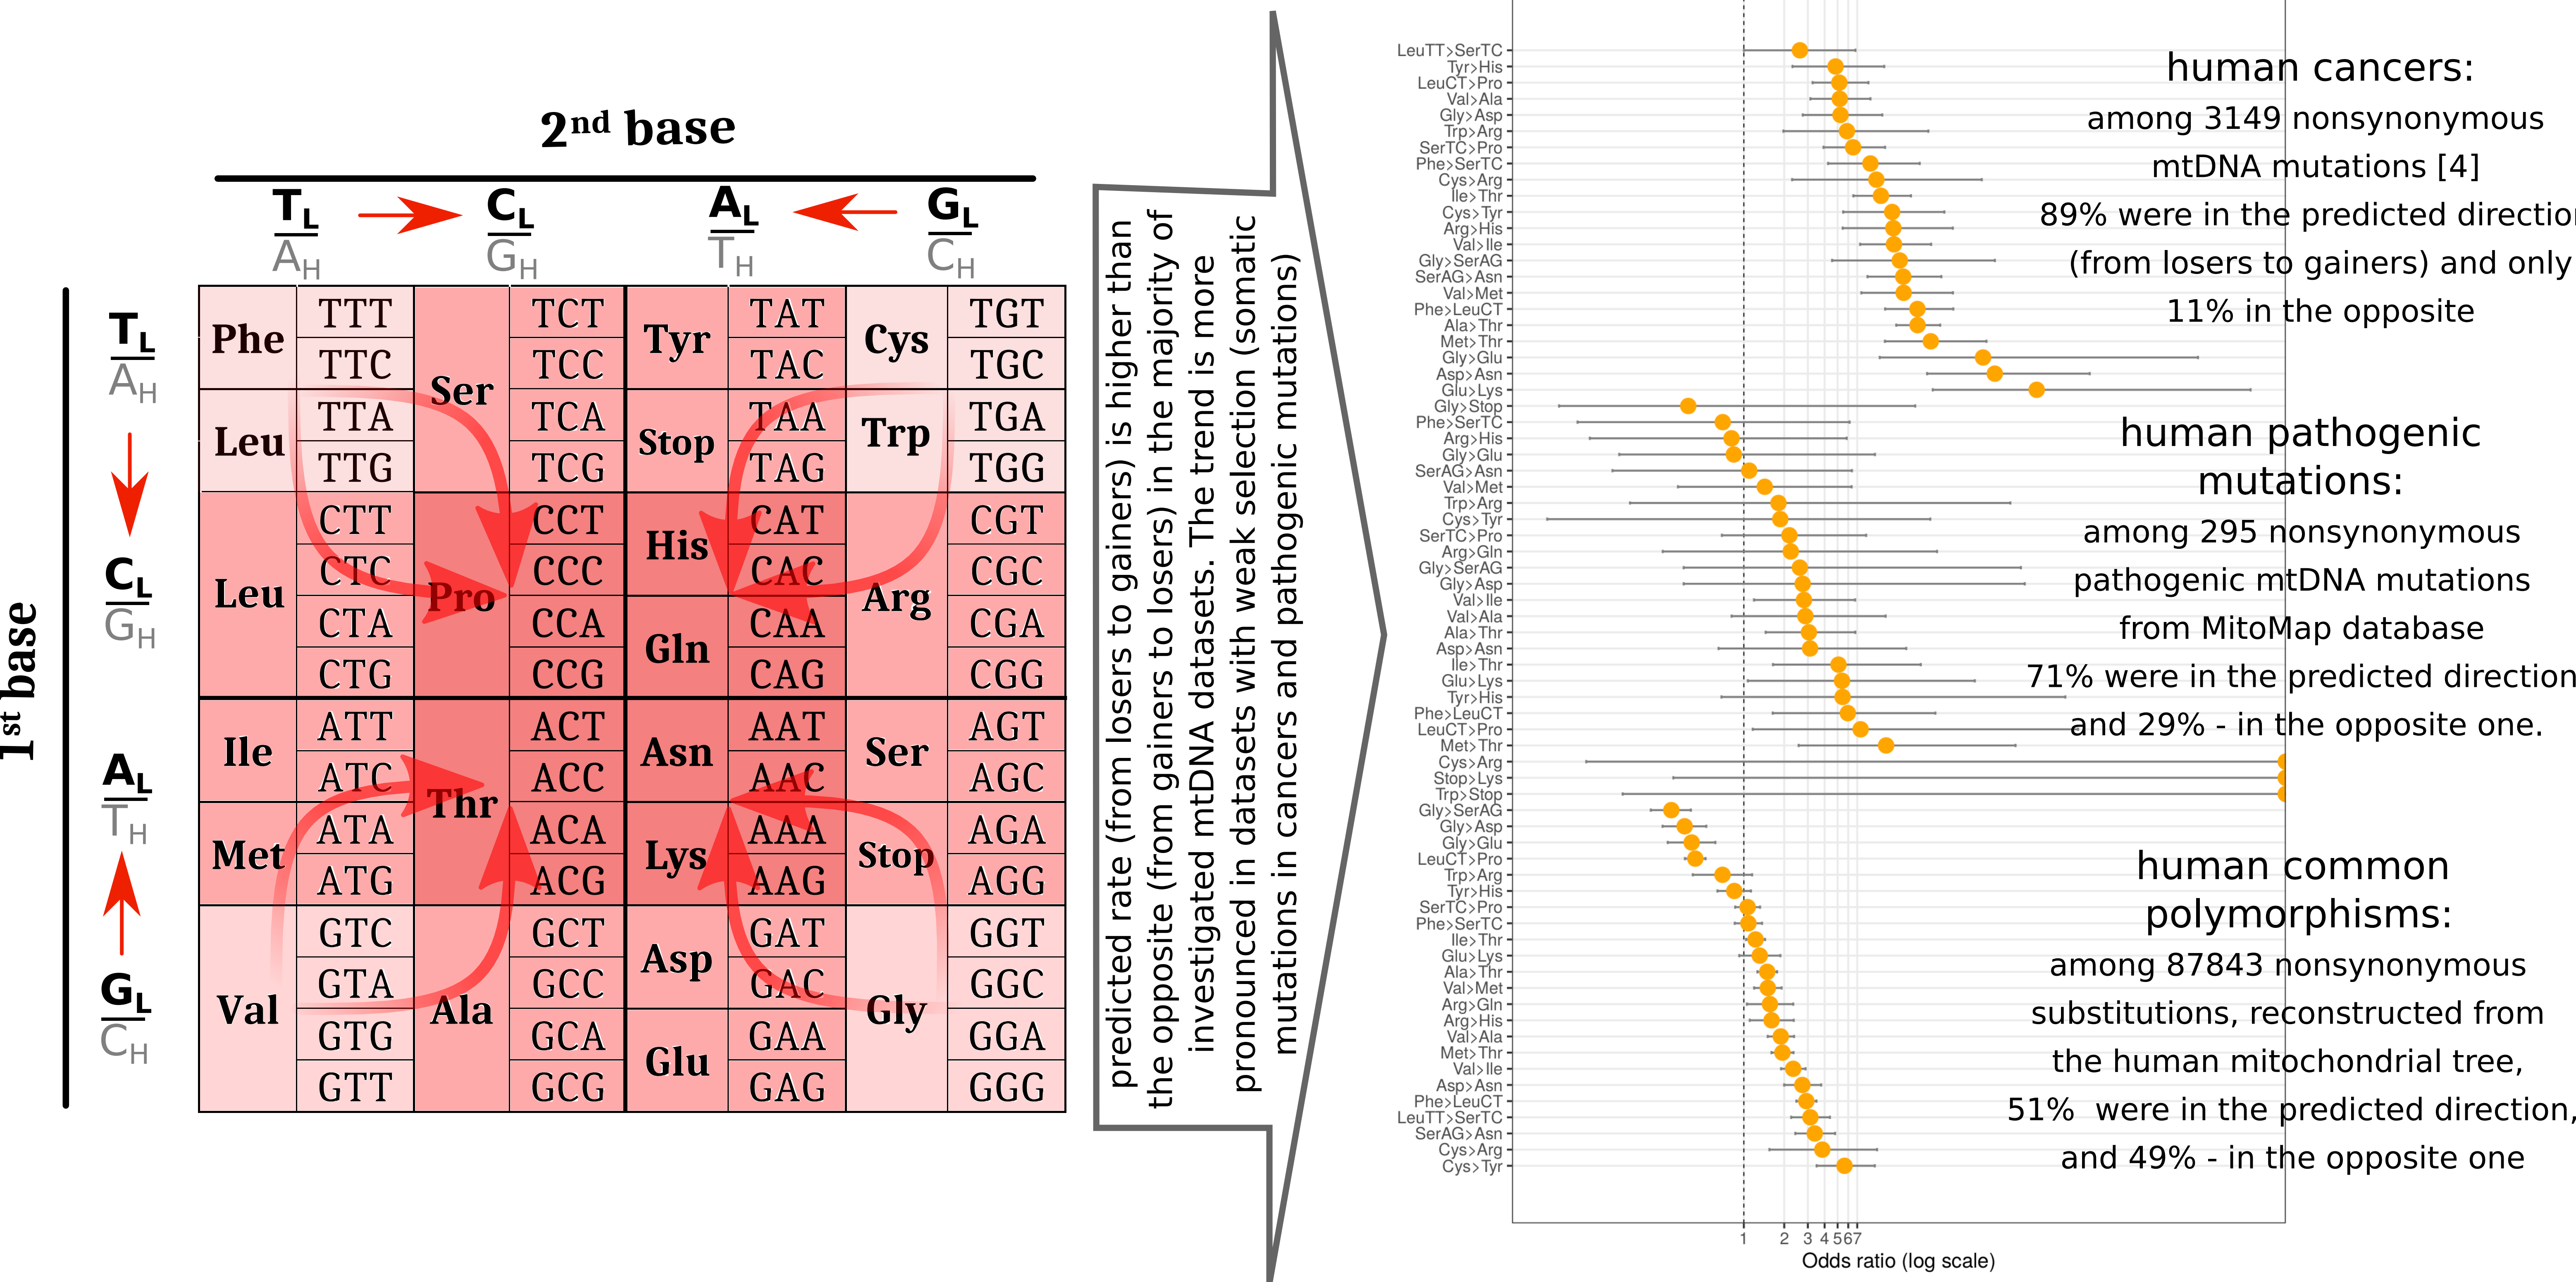 2nd base
TL
AH
CL
GH
AL
TH
GL
CH
1st base
TL
AH
CL
GH
AL
TH
GL
CH
Phe
TTT
TTC
Leu
TTA
TTG
Leu
CTT
CTC
CTA
CTG
Ile
ATT
ATC
Met
ATA
ATG
Val
GTC
GTA
GTG
GTT
Ser
TCT
TCC
TCA
TCG
Pro
CCT
CCC
CCA
CCG
Thr
ACT
ACC
ACA
ACG
Ala
GCT
GCC
GCA
GCG
Tyr
TAT
TAC
Stop
TAA
TAG
His
CAT
CAC
Gln
CAA
CAG
Asn
AAT
AAC
Lys
AAA
AAG
Asp
GAT
GAC
Glu
GAA
GAG
Cys
TGT
TGC
Trp
TGA
TGG
Arg
CGT
CGC
CGA
CGG
Ser
AGT
AGC
Stop
AGA
AGG
Gly
GGT
GGC
GGA
GGG
predicted rate (from losers to gainers) is higher than
the opposite (from gainers to losers) in the majority of
investigated mtDNA datasets. The trend is more
pronounced in datasets with weak selection (somatic
mutations in cancers and pathogenic mutations)
LeuTT>SerTC
Tyr>His
LeuCT>Pro
Val>Ala
Gly>Asp
Trp>Arg
SerTC>Pro
Phe>SerTC
Cys>Arg
Ile>Thr
Cys>Tyr
Arg>His
Val>Ile
Gly>SerAG
SerAG>Asn
Val>Met
Phe>LeuCT
Ala>Thr
Met>Thr
Gly>Glu
Asp>Asn
Glu>Lys
Gly>Stop
Phe>SerTC
Arg>His
Gly>Glu
SerAG>Asn
Val>Met
Trp>Arg
Cys>Tyr
SerTC>Pro
Arg>Gln
Gly>SerAG
Gly>Asp
Val>Ile
Val>Ala
Ala>Thr
Asp>Asn
Ile>Thr
Glu>Lys
Tyr>His
Phe>LeuCT
LeuCT>Pro
Met>Thr
Cys>Arg
Stop>Lys
Trp>Stop
Gly>SerAG
Gly>Asp
Gly>Glu
LeuCT>Pro
Trp>Arg
Tyr>His
SerTC>Pro
Phe>SerTC
Ile>Thr
Glu>Lys
Ala>Thr
Val>Met
Arg>Gln
Arg>His
Val>Ala
Met>Thr
Val>Ile
Asp>Asn
Phe>LeuCT
LeuTT>SerTC
SerAG>Asn
Cys>Arg
Cys>Tyr
human cancers:
among 3149 nonsynonymous
mtDNA mutations [4]
89% were in the predicted directio
(from losers to gainers) and only
11% in the opposite
human pathogenic
mutations:
among 295 nonsynonymous
pathogenic mtDNA mutations
from MitoMap database
71% were in the predicted direction
and 29% - in the opposite one.
human common
polymorphisms:
among 87843 nonsynonymous
substitutions, reconstructed from
the human mitochondrial tree,
51% were in the predicted direction,
and 49% - in the opposite one
1 2 3 4 5 6 7
Odds ratio (log scale)